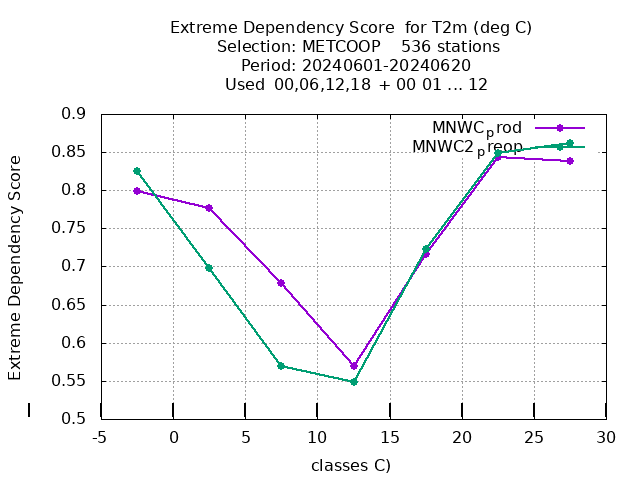 Extreme Dependency Score for T2m (deg C)
Selection: METCOOP 536 stations
Period: 20240601-20240620
Used 00,06,12,18 + 00 01 ... 12
MNWCprod
MNWC2preop
Extreme Dependency Score
0.9
0.85
0.8
0.75
0.7
0.65
0.6
0.55
0.5
-5 0 5 10 15 20 25 30
classes C)